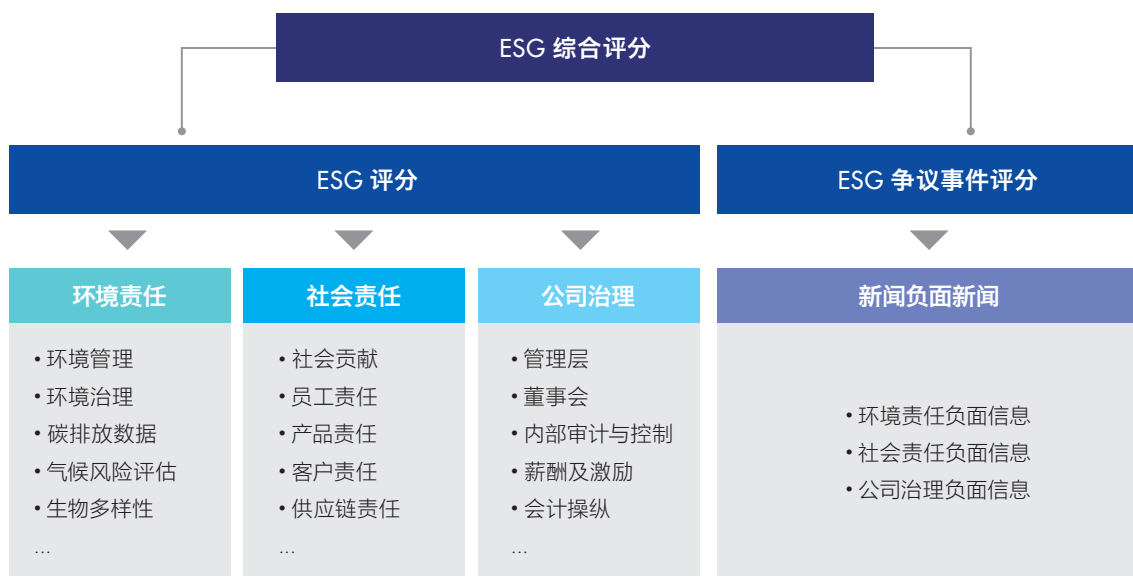 ESG 综合评分
ESG 评分
ESG 争议事件评分
环境责任
• 环境管理
• 环境治理
• 碳排放数据
• 气候风险评估
• 生物多样性
...
社会责任
• 社会贡献
• 员工责任
• 产品责任
• 客户责任
• 供应链责任
...
公司治理
• 管理层
• 董事会
• 内部审计与控制
• 薪酬及激励
• 会计操纵
...
新闻负面新闻
• 环境责任负面信息
• 社会责任负面信息
• 公司治理负面信息